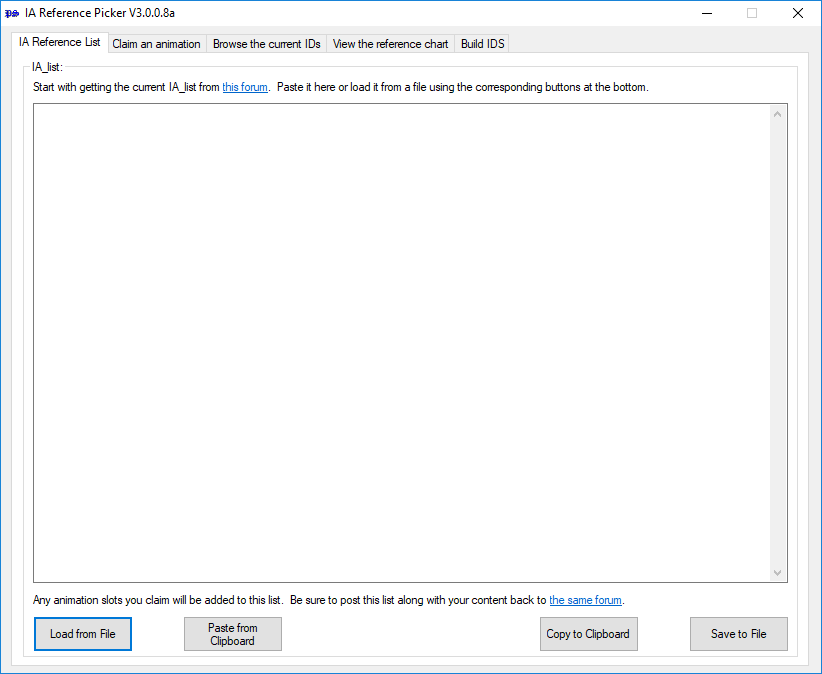 ps IA Reference Picker V3.0.0.8a
IA Reference List Claim an animation Browse the current IDs View the reference chart Build IDS
IA_list:
Start with getting the current IA_list from this forum. Paste it here or load it from a file using the corresponding buttons at the bottom.
Any animation slots you claim will be added to this list. Be sure to post this list along with your content back to the same forum.
Load from File
Paste from
Clipboard
Copy to Clipboard
Save to File